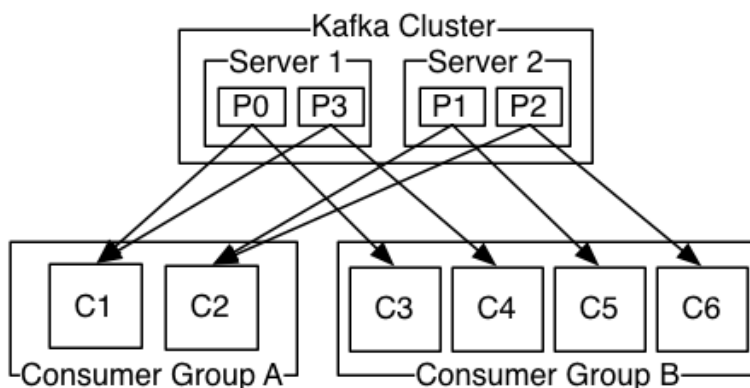 Kafka Cluster
Server 1 Server 2
P0 P3 P1 P2
C1 C2 C3 C4 C5 C6
Consumer Group A Consumer Group B